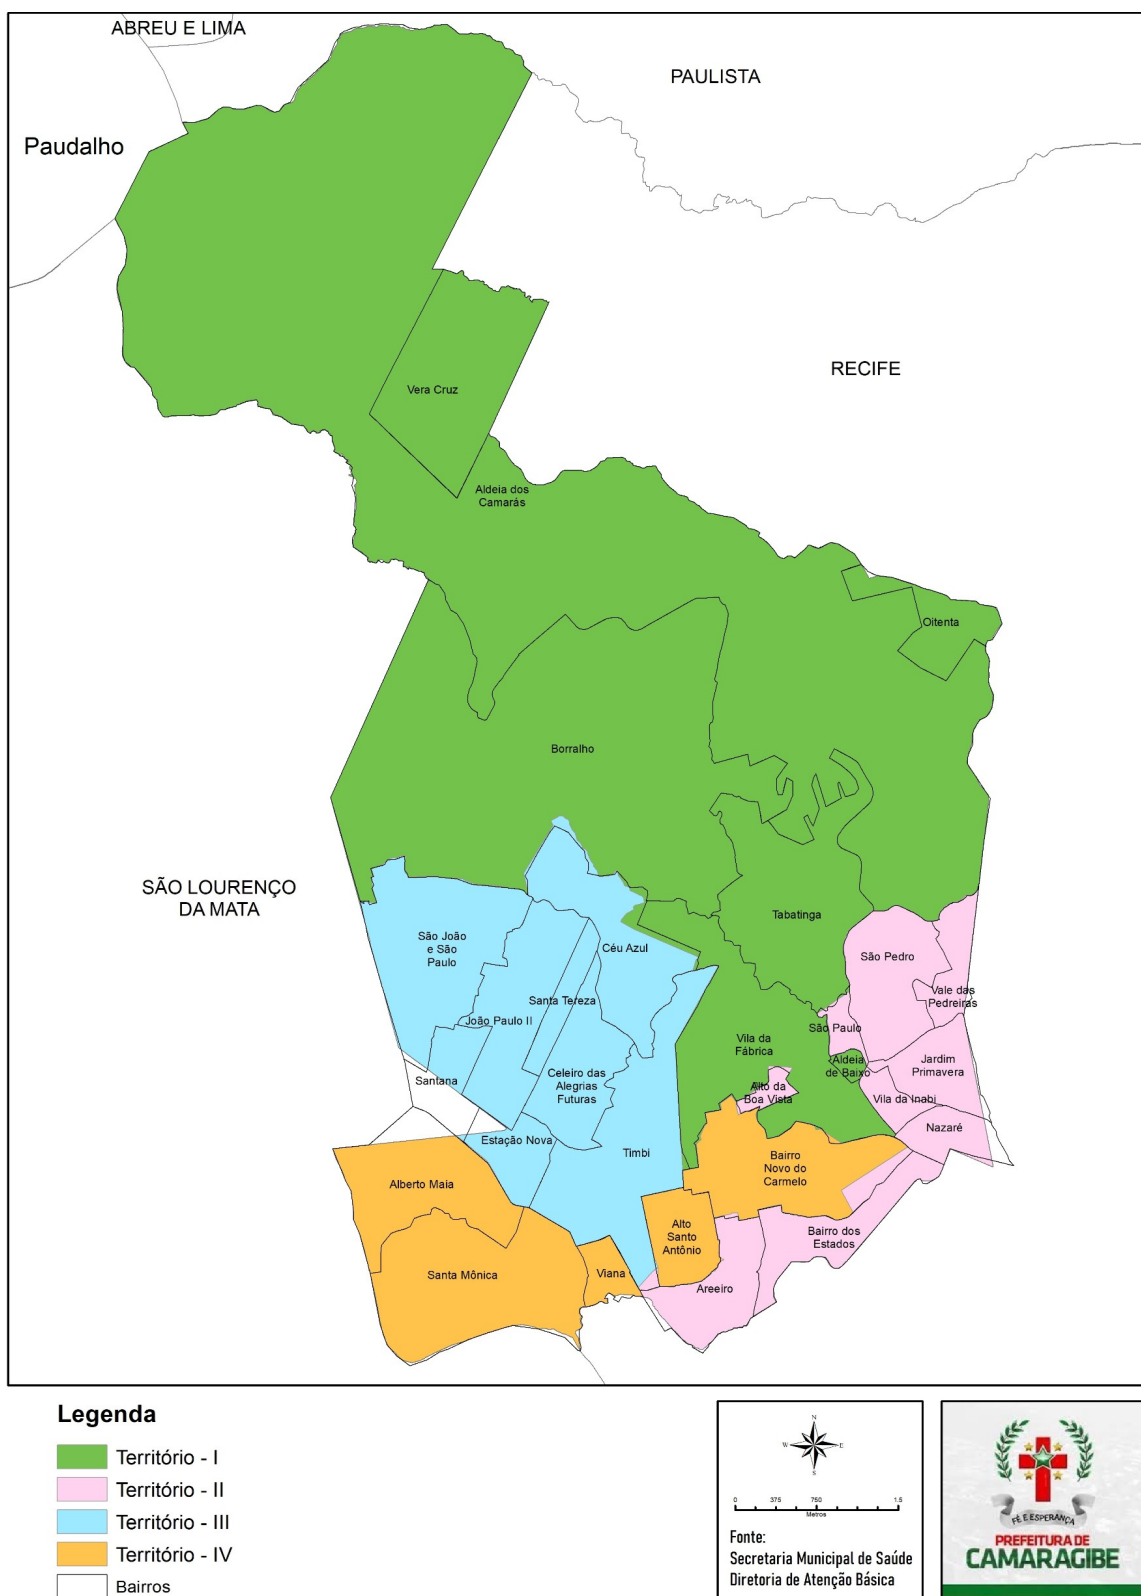 ABREU E LIMA
PAULISTA
Paudalho
RECIFE
Vera Cruz
Aldeia dos
Camarás
Oitenta
Borralho
SÃO LOURENÇO
DA MATA
Tabatinga
São João
e São
Paulo
Céu Azul
São Pedro
Vale das
Pedreiras
Santa Tereza
João Paulo II
São Paulo
Vila da
Fábrica
Aldeia
de Baixo
Jardim
Primavera
Santana
Celeiro das
Alegrias
Futuras
Alto da
Boa Vista
Vila da Inabi
Nazaré
Estação Nova
Timbi
Bairro
Novo do
Carmelo
Alberto Maia
Alto
Santo
Antônio
Bairro dos
Estados
Santa Mônica
Viana
Areeiro
Legenda
Território - I
Território - II
Território - III
Território - IV
Bairros
N
W
E
S
0 375 750 1.5
Metros
Fonte:
Secretaria Municipal de Saúde
Diretoria de Atenção Básica
FÉ E ESPERANÇA
PREFEITURA DE
CAMARAGIBE